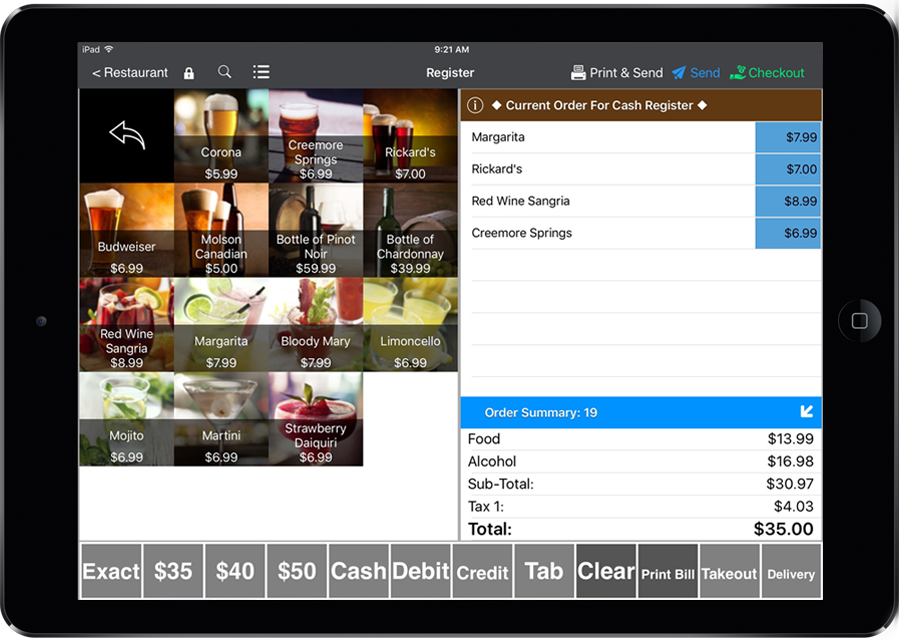 iPad 9:21 AM
< Restaurant Register Print & Send Send Checkout
Corona
$5.99
Creemore
Springs
$6.99
Rickard's
$7.00
Budweiser
$6.99
Molson
Canadian
$5.00
Bottle of Pinot
Noir
$59.99
Bottle of
Chardonnay
$39.99
Red Wine
Sangria
$8.99
Margarita
$7.99
Bloody Mary
$7.99
Limoncello
$6.99
Mojito
$6.99
Martini
$6.99
Strawberry
Daiquiri
$6.99
◆ Current Order For Cash Register ◆
Margarita $7.99
Rickard's $7.00
Red Wine Sangria $8.99
Creemore Springs $6.99
Order Summary: 19
Food $13.99
Alcohol $16.98
Sub-Total: $30.97
Tax 1: $4.03
Total: $35.00
Exact $35 $40 $50 Cash Debit Credit Tab Clear Print Bill Takeout Delivery